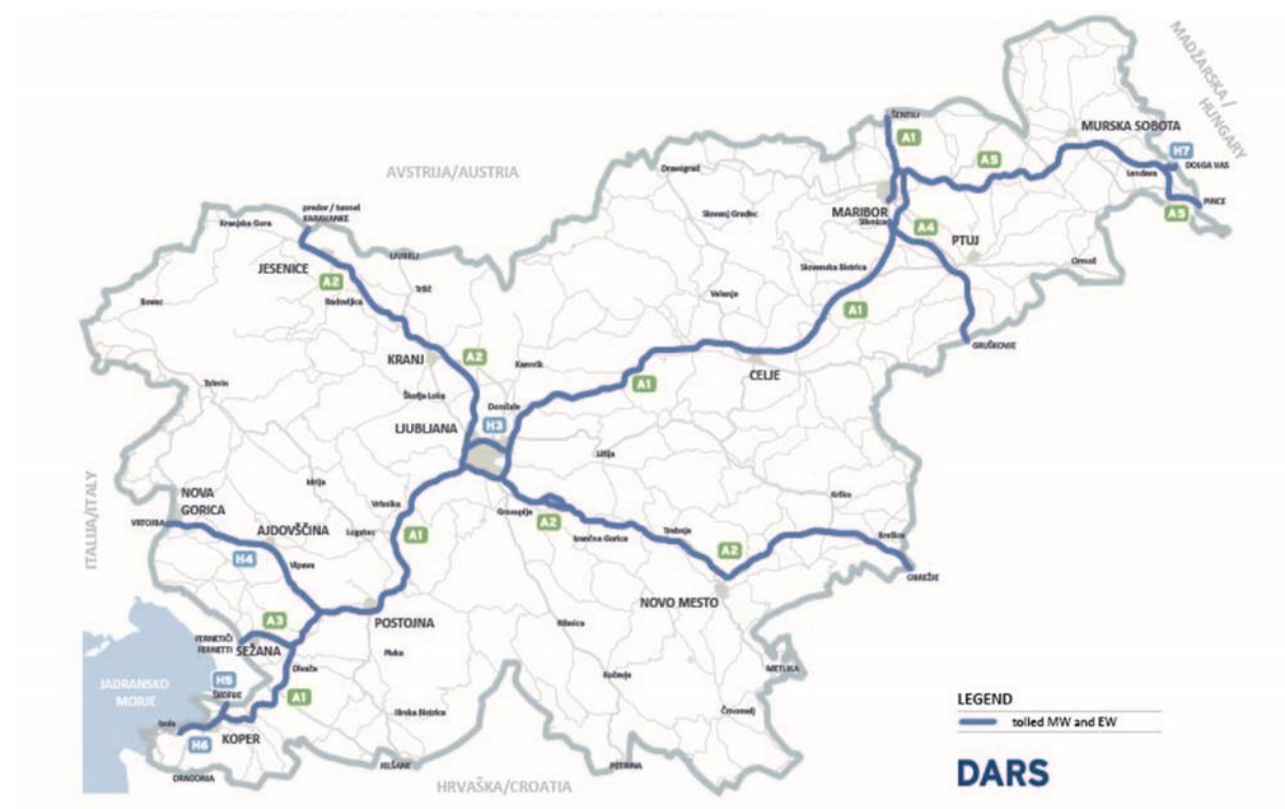 MADŽARSKA /
HUNGARY
ŠENTILJ
A1
MURSKA SOBOTA
A5
H7
DOLGA VAS
Lendava
PINCE
A5
AVSTRIJA/AUSTRIA
Dravograd
Slovenj Gradec
MARIBOR
Slivnica
A4
PTUJ
Ormož
predor / tunnel
KARAVANKE
Kranjska Gora
LJUBELJ
JESENICE
A2
Tržič
Radovljica
Bovec
Slovenska Bistrica
Velenje
A1
GRUŠKOVJE
KRANJ
A2
Kamnik
CELJE
A1
Tolmin
Škofja Loka
Domžale
H3
LJUBLJANA
Litija
ITALIJA/ITALY
NOVA
GORICA
Idrija
Vrhnika
Krško
VRTOJBA
AJDOVŠČINA
Logatec
A1
Grosuplje
A2
Ivančna Gorica
Trebnje
A2
Brežice
H4
Vipava
OBREŽJE
NOVO MESTO
A3
POSTOJNA
Ribnica
FERNETIČI
FERNETTI
SEŽANA
Pivka
Divača
METLIKA
Kočevje
JADRANSKO
MORJE
H5
ŠKOFIJE
A1
Ilirska Bistrica
Črnomelj
Izola
H6
KOPER
DRAGONJA
JELŠANE
PETRINA
HRVAŠKA/CROATIA
LEGEND
tolled MW and EW
DARS